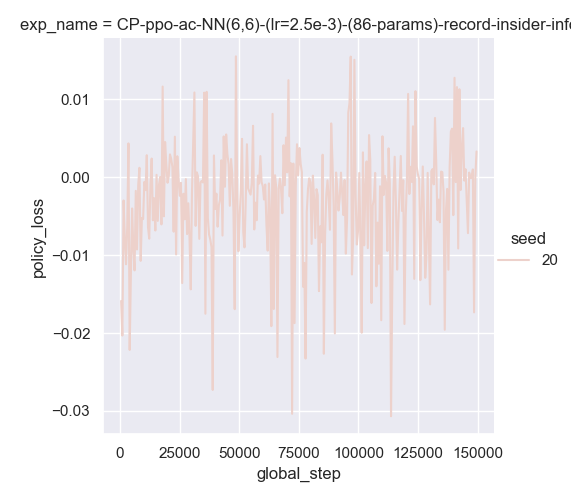 exp_name = CP-ppo-ac-NN(6,6)-(lr=2.5e-3)-(86-params)-record-insider-inf
0.01
0.00
−0.01
−0.02
−0.03
policy_loss
0 25000 50000 75000 100000 125000 150000
global_step
seed
20